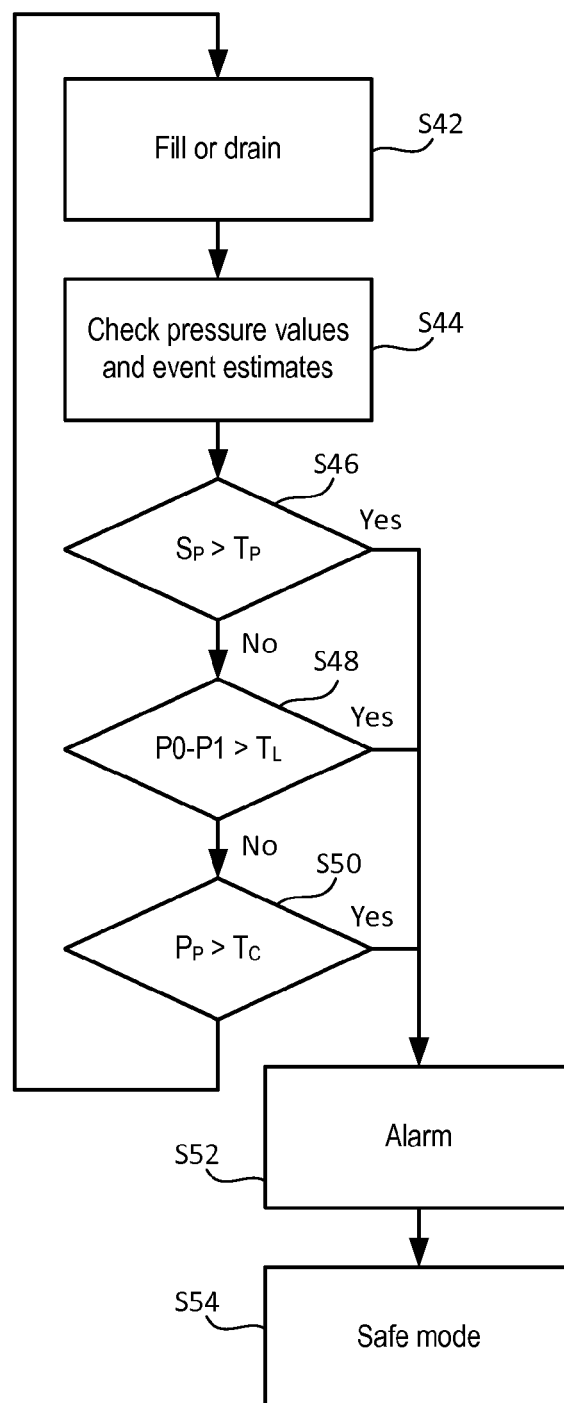 Fill or drain
S42
Check pressure values
and event estimates
S44
S46
Yes
SP > TP
No
S48
Yes
P0-P1 > TL
No
S50
Yes
PP > TC
Alarm
S52
Safe mode
S54